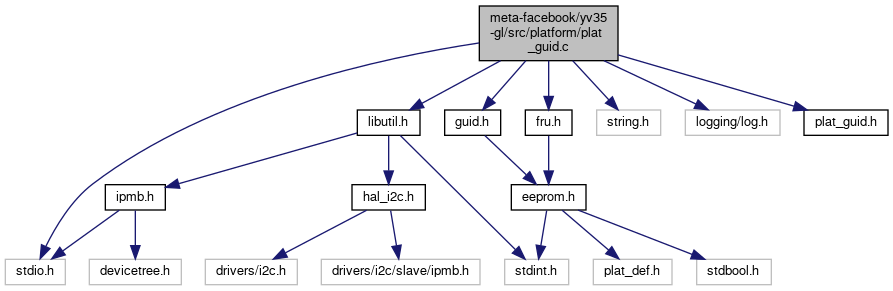 meta-facebook/yv35
-gl/src/platform/plat
_guid.c
libutil.h
guid.h
fru.h
string.h
logging/log.h
plat_guid.h
ipmb.h
hal_i2c.h
eeprom.h
stdio.h
devicetree.h
drivers/i2c.h
drivers/i2c/slave/ipmb.h
stdint.h
plat_def.h
stdbool.h